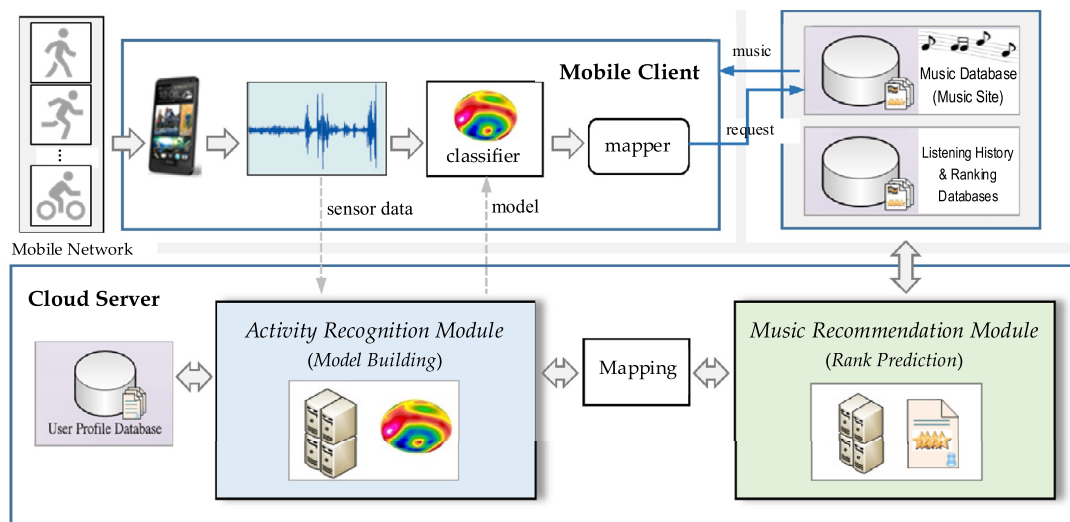 Mobile Client
music
Music Database
(Music Site)
request
classifier
mapper
Listening History
& Ranking
Databases
sensor data
model
Mobile Network
Cloud Server
Activity Recognition Module
(Model Building)
Music Recommendation Module
(Rank Prediction)
Mapping
User Profile Database